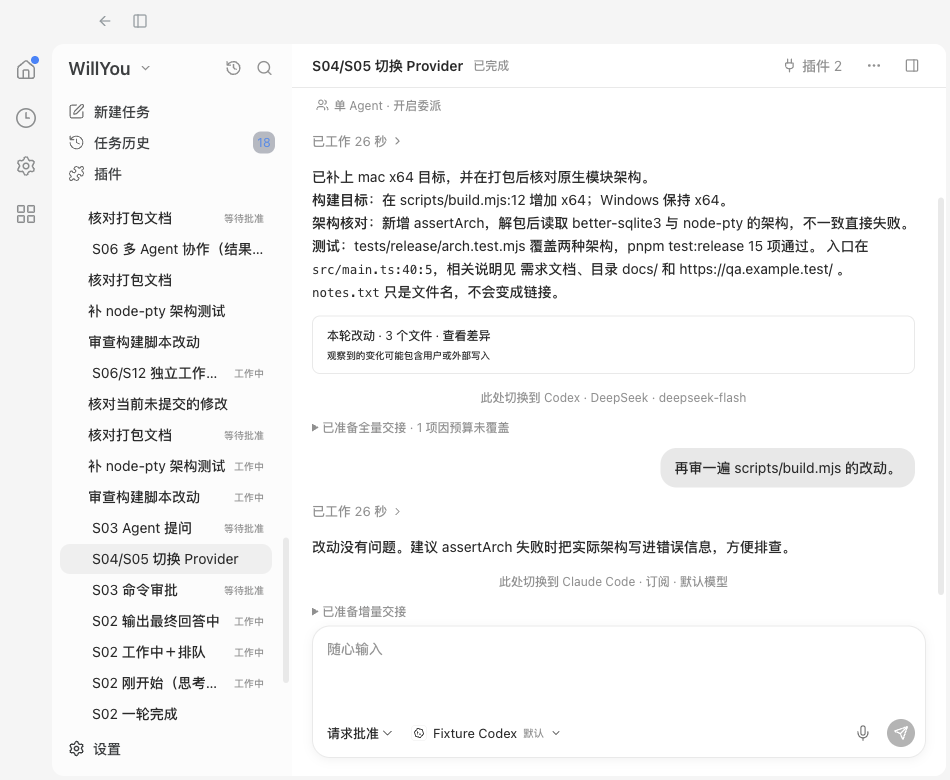 WillYou
新建任务
任务历史 18
插件
核对打包文档 等待批准
S06 多 Agent 协作（结果...
核对打包文档
补 node-pty 架构测试
审查构建脚本改动
S06/S12 独立工作... 工作中
核对当前未提交的修改
核对打包文档 等待批准
补 node-pty 架构测试 工作中
审查构建脚本改动 工作中
S03 Agent 提问 等待批准
S04/S05 切换 Provider
S03 命令审批 等待批准
S02 输出最终回答中 工作中
S02 工作中＋排队 工作中
S02 刚开始（思考... 工作中
S02 一轮完成
设置
S04/S05 切换 Provider 已完成 插件 2
单 Agent · 开启委派
已工作 26 秒
已补上 mac x64 目标，并在打包后核对原生模块架构。
构建目标：在 scripts/build.mjs:12 增加 x64；Windows 保持 x64。
架构核对：新增 assertArch，解包后读取 better-sqlite3 与 node-pty 的架构，不一致直接失败。
测试：tests/release/arch.test.mjs 覆盖两种架构，pnpm test:release 15 项通过。 入口在
src/main.ts:40:5，相关说明见 需求文档、目录 docs/ 和 https://qa.example.test/ 。
notes.txt 只是文件名，不会变成链接。
本轮改动 · 3 个文件 · 查看差异
观察到的变化可能包含用户或外部写入
此处切换到 Codex · DeepSeek · deepseek-flash
已准备全量交接 · 1 项因预算未覆盖
再审一遍 scripts/build.mjs 的改动。
已工作 26 秒
改动没有问题。建议 assertArch 失败时把实际架构写进错误信息，方便排查。
此处切换到 Claude Code · 订阅 · 默认模型
已准备增量交接
随心输入
请求批准 Fixture Codex 默认